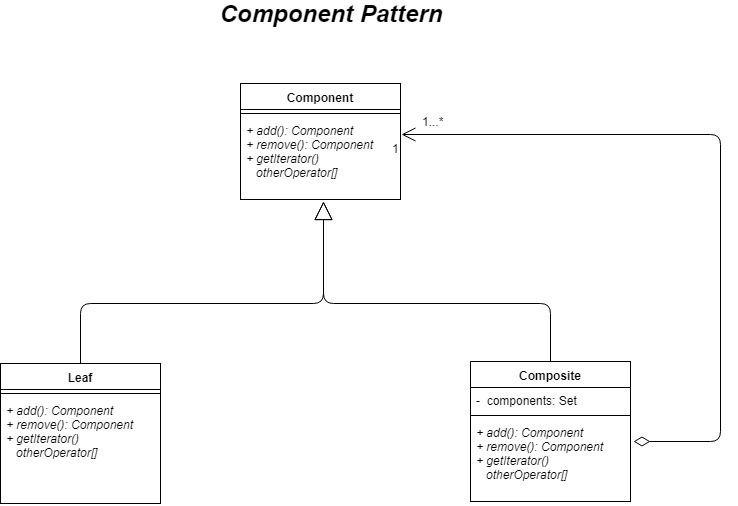 Component Pattern
Component
+ add(): Component
+ remove(): Component
+ getIterator()
otherOperator[]
1...*
1
Leaf
+ add(): Component
+ remove(): Component
+ getIterator()
otherOperator[]
Composite
- components: Set
+ add(): Component
+ remove(): Component
+ getIterator()
otherOperator[]